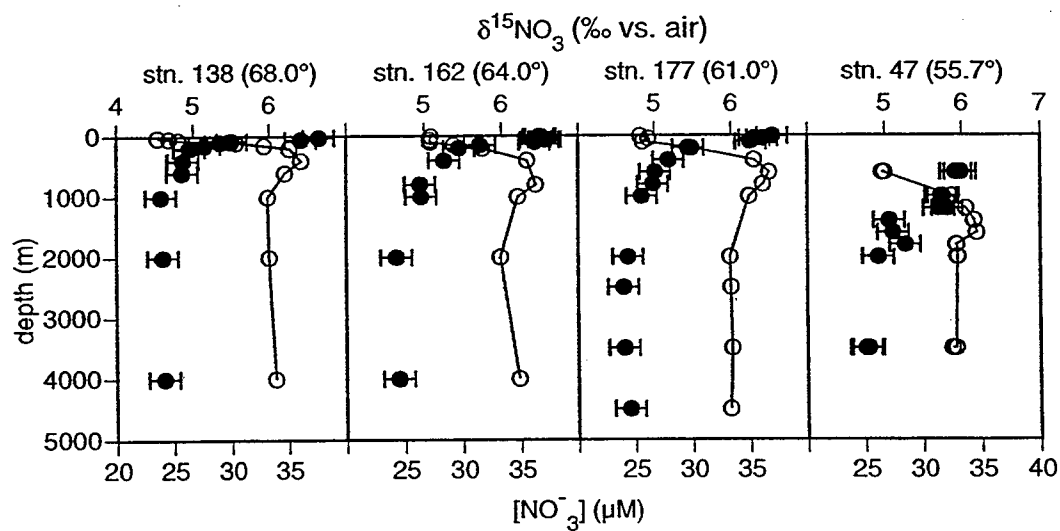 δ¹⁵NO₃ (‰ vs. air)
stn. 138 (68.0°) stn. 162 (64.0°) stn. 177 (61.0°) stn. 47 (55.7°)
4 5 6 5 6 5 6 5 6 7
0
1000
2000
3000
4000
5000
depth (m)
20 25 30 35 25 30 35 25 30 35 25 30 35 40
[NO⁻₃] (µM)